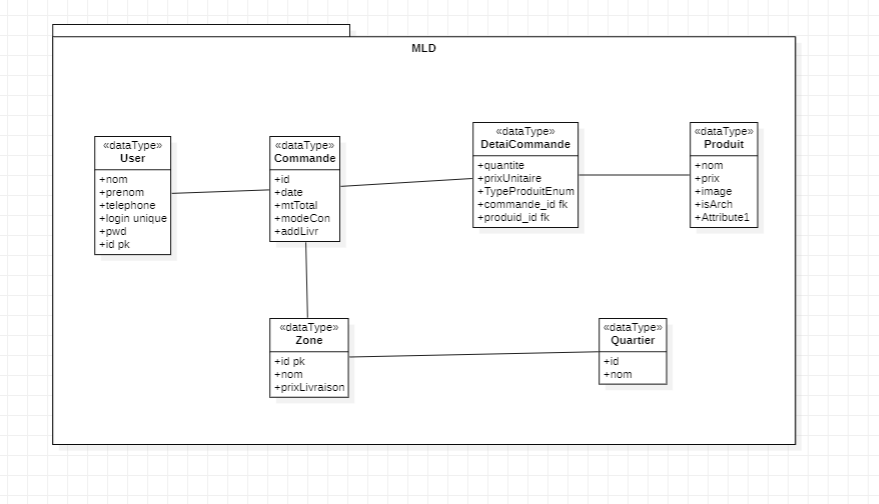 MLD
«dataType»
User
+nom
+prenom
+telephone
+login unique
+pwd
+id pk
«dataType»
Commande
+id
+date
+mtTotal
+modeCon
+addLivr
«dataType»
DetaiCommande
+quantite
+prixUnitaire
+TypeProduitEnum
+commande_id fk
+produid_id fk
«dataType»
Produit
+nom
+prix
+image
+isArch
+Attribute1
«dataType»
Zone
+id pk
+nom
+prixLivraison
«dataType»
Quartier
+id
+nom